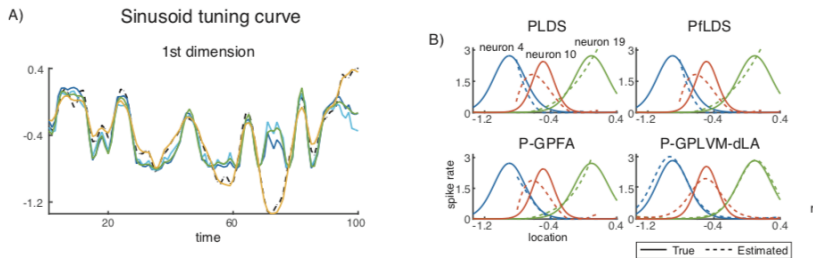 A)
Sinusoid tuning curve
1st dimension
0.4
-0.4
-1.2
20
60
100
time
B)
PLDS
PfLDS
neuron 4
neuron 10
neuron 19
3
1.5
0
-1.2
-0.4
0.4
3
1.5
0
-1.2
-0.4
0.4
P-GPFA
P-GPLVM-dLA
spike rate
3
1.5
0
-1.2
-0.4
0.4
3
1.5
0
-1.2
-0.4
0.4
location
True
Estimated